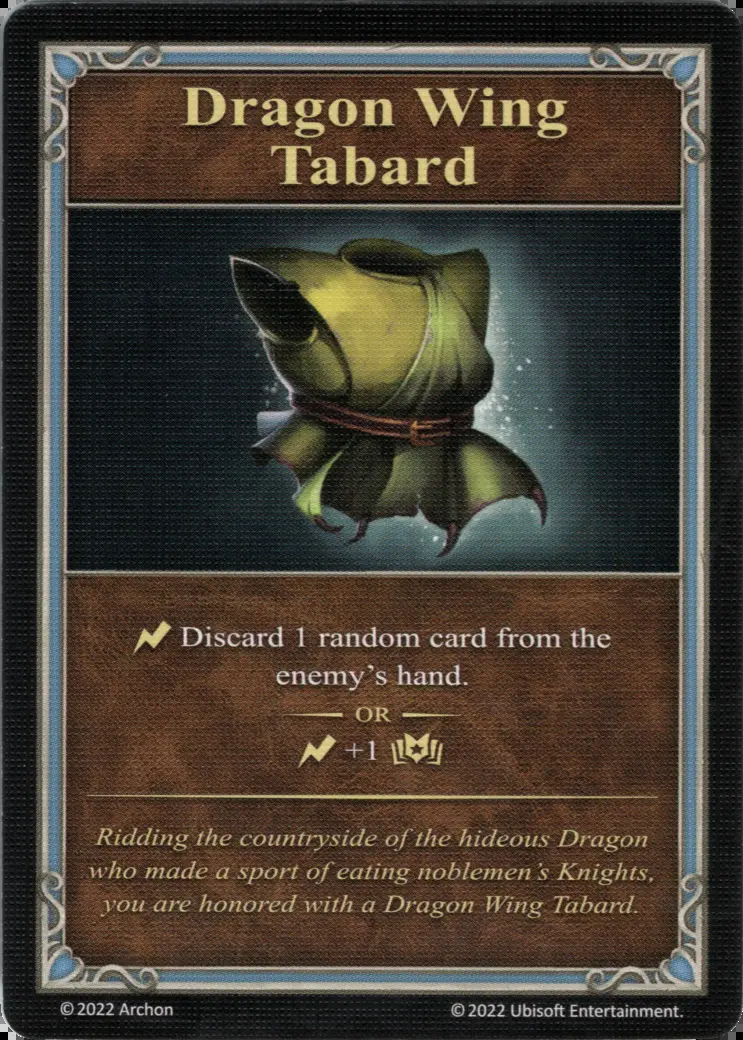 Dragon Wing
Tabard
Discard 1 random card from the
enemy's hand.
OR
+1
Ridding the countryside of the hideous Dragon
who made a sport of eating noblemen's Knights,
you are honored with a Dragon Wing Tabard.
© 2022 Archon
© 2022 Ubisoft Entertainment.